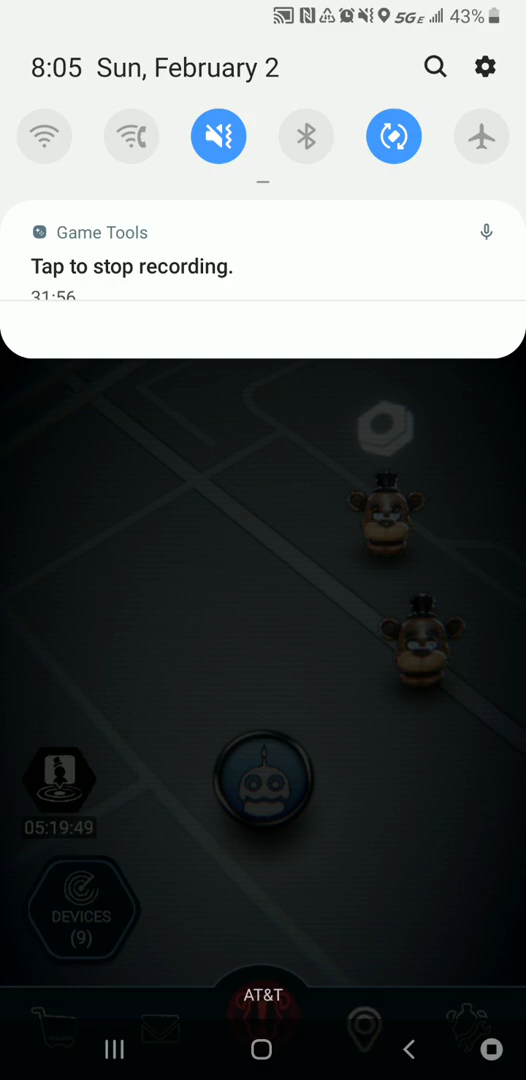 5GE 43%
8:05 Sun, February 2
Game Tools
Tap to stop recording.
31:56
05:19:49
DEVICES
(9)
AT&T